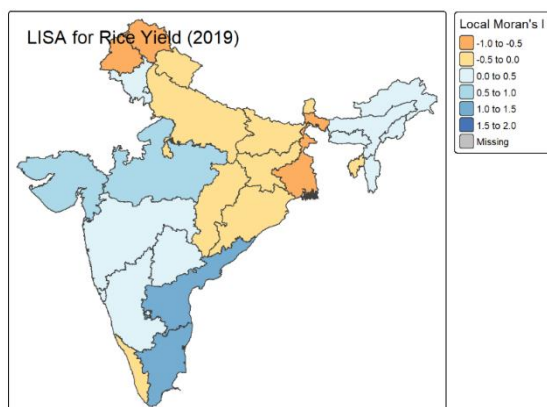 LISA for Rice Yield (2019)
Local Moran's I
-1.0 to -0.5
-0.5 to 0.0
0.0 to 0.5
0.5 to 1.0
1.0 to 1.5
1.5 to 2.0
Missing